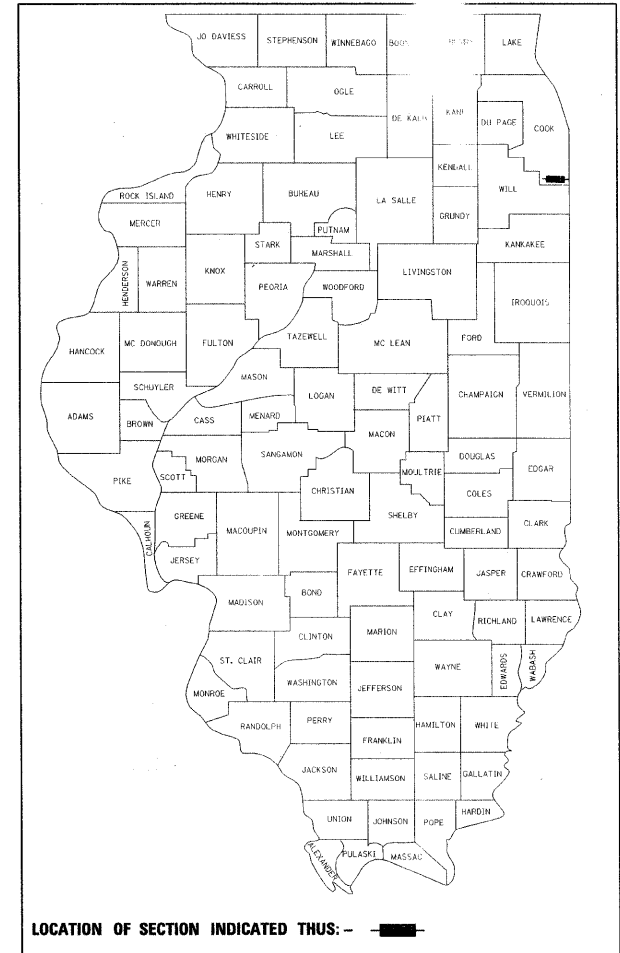 JO DAVIESS STEPHENSON WINNEBAGO LAKE
CARROLL OGLE
DE KALB KANE DU PAGE COOK
WHITESIDE LEE
KENDALL
ROCK ISLAND HENRY BUREAU LA SALLE WILL
MERCER PUTNAM GRUNDY
STARK MARSHALL KANKAKEE
HENDERSON WARREN KNOX PEORIA WOODFORD LIVINGSTON IROQUOIS
HANCOCK MC DONOUGH FULTON TAZEWELL MC LEAN FORD
SCHUYLER MASON LOGAN DE WITT CHAMPAIGN VERMILION
ADAMS BROWN CASS MENARD MACON PIATT
PIKE SCOTT MORGAN SANGAMON CHRISTIAN MOULTRIE DOUGLAS EDGAR
COLES
CALHOUN GREENE MACOUPIN MONTGOMERY SHELBY CUMBERLAND CLARK
JERSEY FAYETTE EFFINGHAM JASPER CRAWFORD
MADISON BOND CLAY RICHLAND LAWRENCE
CLINTON MARION
ST. CLAIR WAYNE EDWARDS WABASH
MONROE WASHINGTON JEFFERSON
RANDOLPH PERRY HAMILTON WHITE
FRANKLIN
JACKSON WILLIAMSON SALINE GALLATIN
UNION JOHNSON POPE HARDIN
ALEXANDER PULASKI MASSAC
LOCATION OF SECTION INDICATED THUS: -